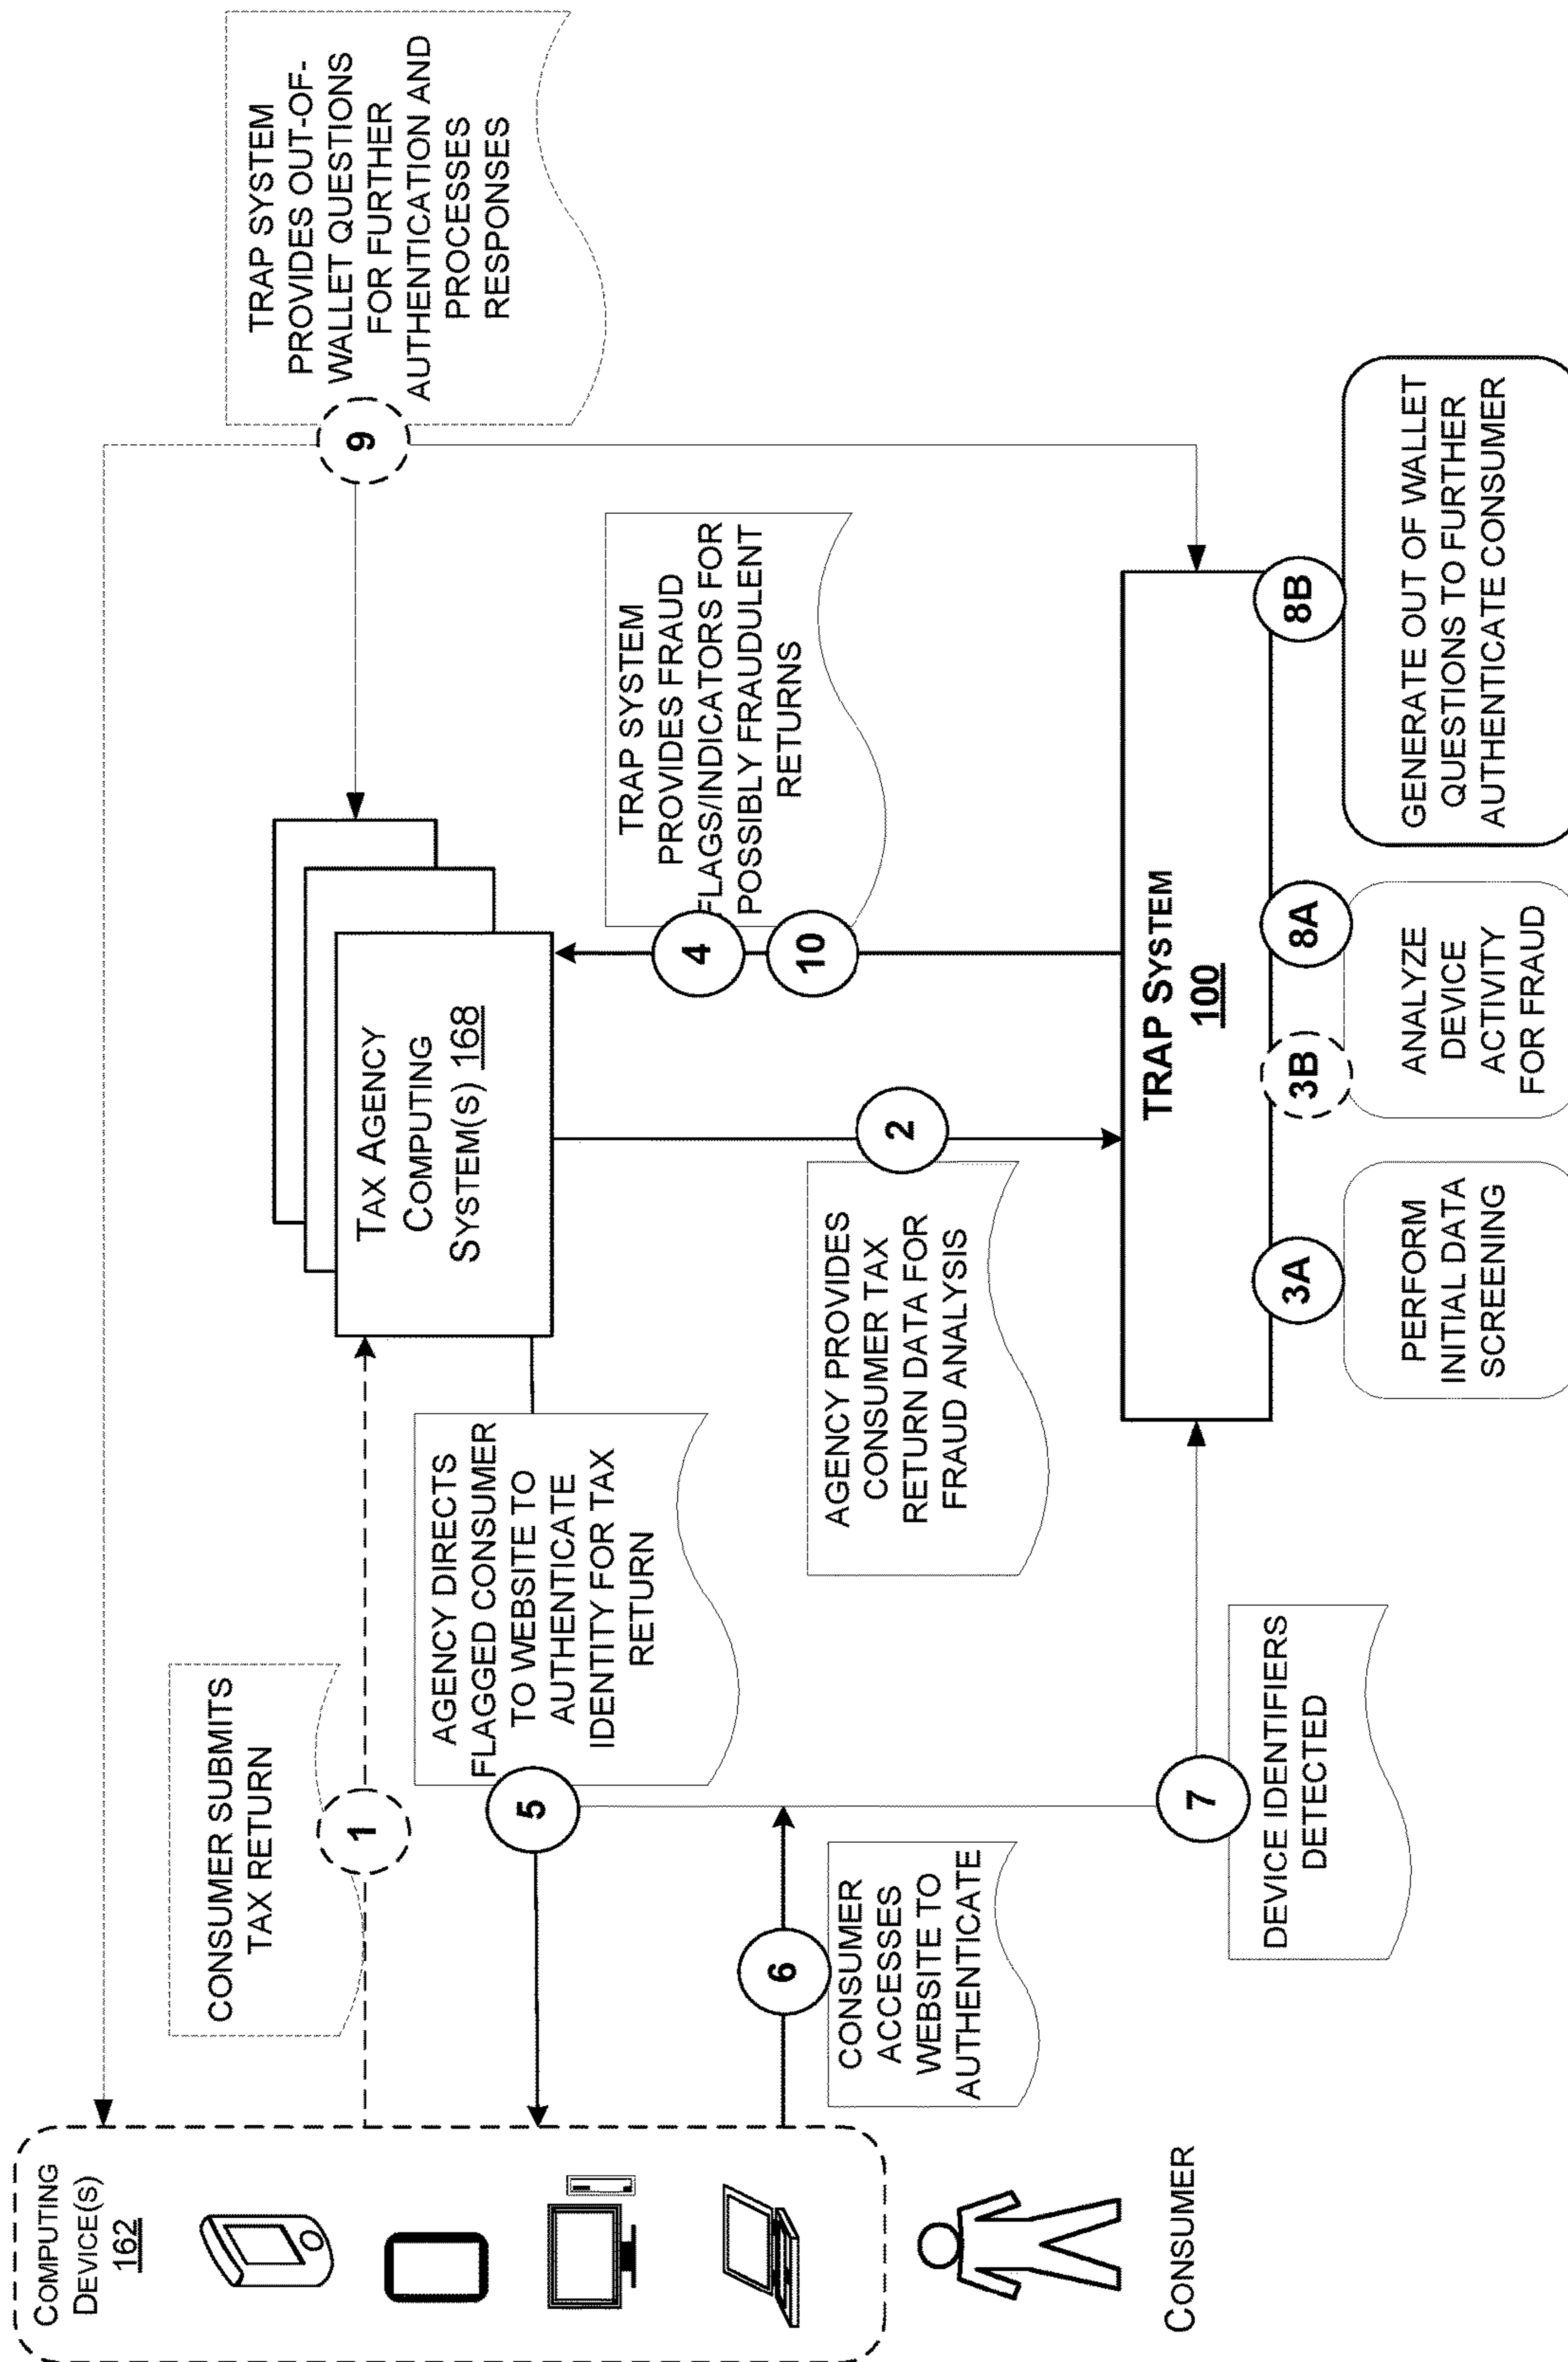 COMPUTING
DEVICE(S)
162
CONSUMER
CONSUMER SUBMITS
TAX RETURN
1
AGENCY DIRECTS
FLAGGED CONSUMER
TO WEBSITE TO
AUTHENTICATE
IDENTITY FOR TAX
RETURN
5
6
CONSUMER
ACCESSES
WEBSITE TO
AUTHENTICATE
7
DEVICE IDENTIFIERS
DETECTED
TAX AGENCY
COMPUTING
SYSTEM(S) 168
AGENCY PROVIDES
CONSUMER TAX
RETURN DATA FOR
FRAUD ANALYSIS
2
4
10
TRAP SYSTEM
PROVIDES FRAUD
FLAGS/INDICATORS FOR
POSSIBLY FRAUDULENT
RETURNS
9
TRAP SYSTEM
PROVIDES OUT-OF-
WALLET QUESTIONS
FOR FURTHER
AUTHENTICATION AND
PROCESSES
RESPONSES
TRAP SYSTEM
100
3A
PERFORM
INITIAL DATA
SCREENING
3B
8A
ANALYZE
DEVICE
ACTIVITY
FOR FRAUD
8B
GENERATE OUT OF WALLET
QUESTIONS TO FURTHER
AUTHENTICATE CONSUMER